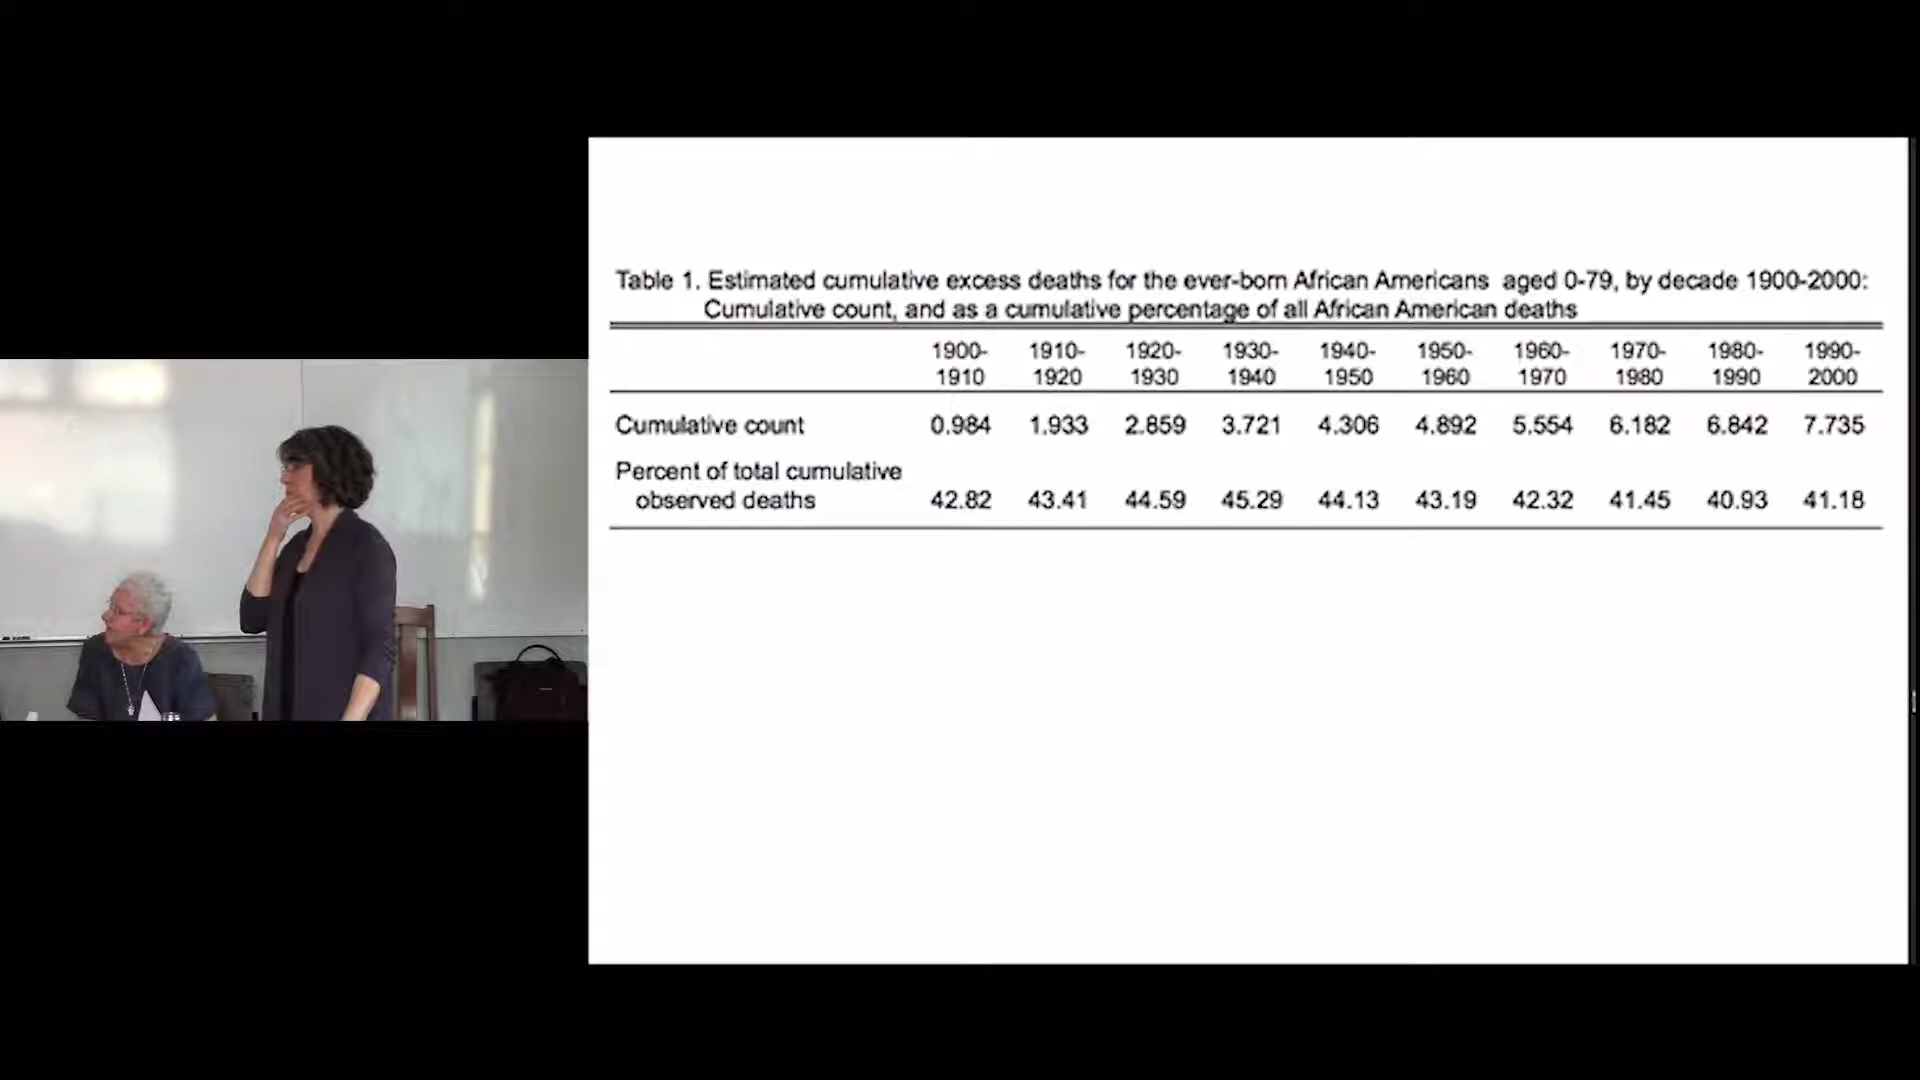 Table 1. Estimated cumulative excess deaths for the ever-born African Americans aged 0-79, by decade 1900-2000:
Cumulative count, and as a cumulative percentage of all African American deaths
1900- 1910- 1920- 1930- 1940- 1950- 1960- 1970- 1980- 1990-
1910 1920 1930 1940 1950 1960 1970 1980 1990 2000
Cumulative count 0.984 1.933 2.859 3.721 4.306 4.892 5.554 6.182 6.842 7.735
Percent of total cumulative
observed deaths 42.82 43.41 44.59 45.29 44.13 43.19 42.32 41.45 40.93 41.18